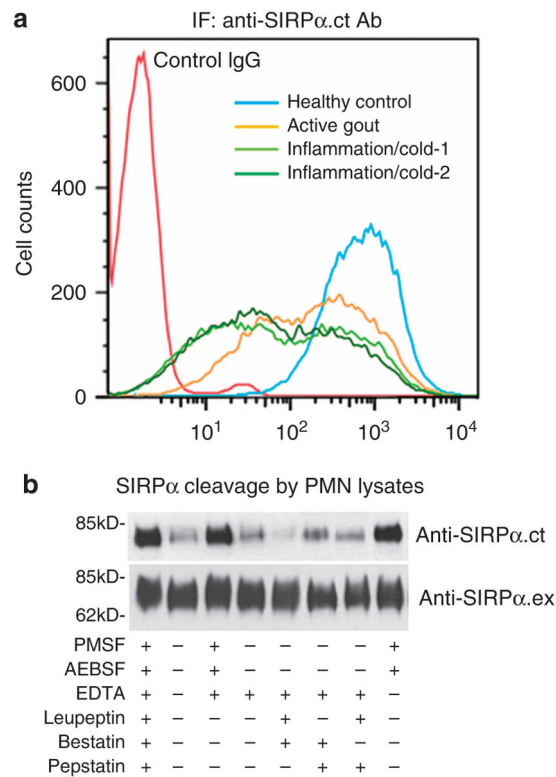 a
IF: anti-SIRPα.ct Ab
Control IgG
Healthy control
Active gout
Inflammation/cold-1
Inflammation/cold-2
Cell counts
600
400
200
0
10¹ 10² 10³ 10⁴
b
SIRPα cleavage by PMN lysates
85kD-
Anti-SIRPα.ct
85kD-
Anti-SIRPα.ex
62kD-
PMSF + − + − − − − +
AEBSF + − + − − − − +
EDTA + − + + + + + −
Leupeptin + − − − + − + −
Bestatin + − − − + + − −
Pepstatin + − − − − + + −